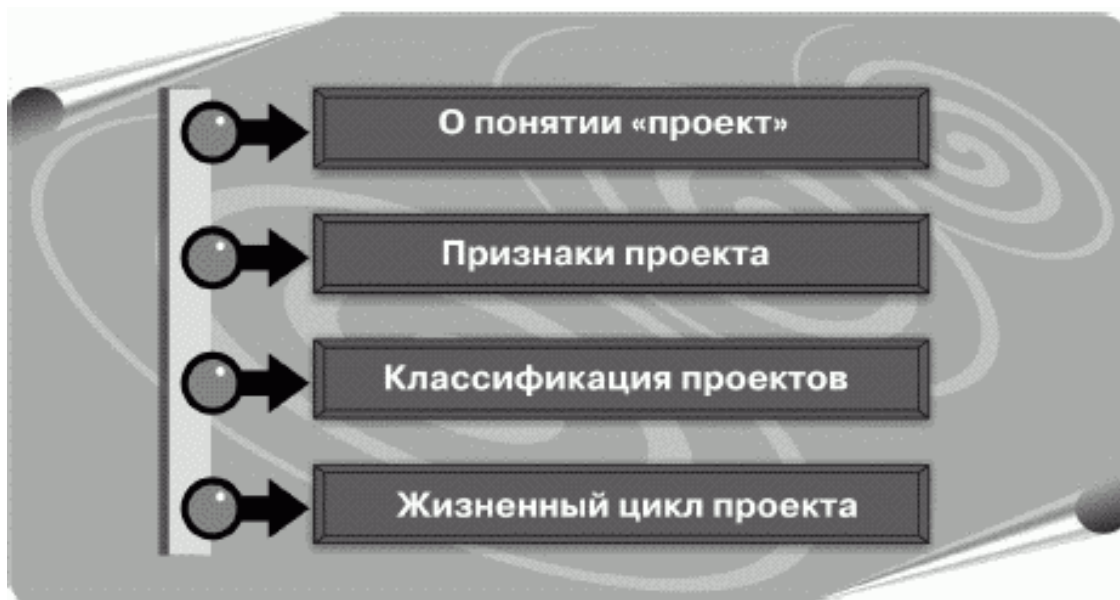 О понятии «проект»
Признаки проекта
Классификация проектов
Жизненный цикл проекта